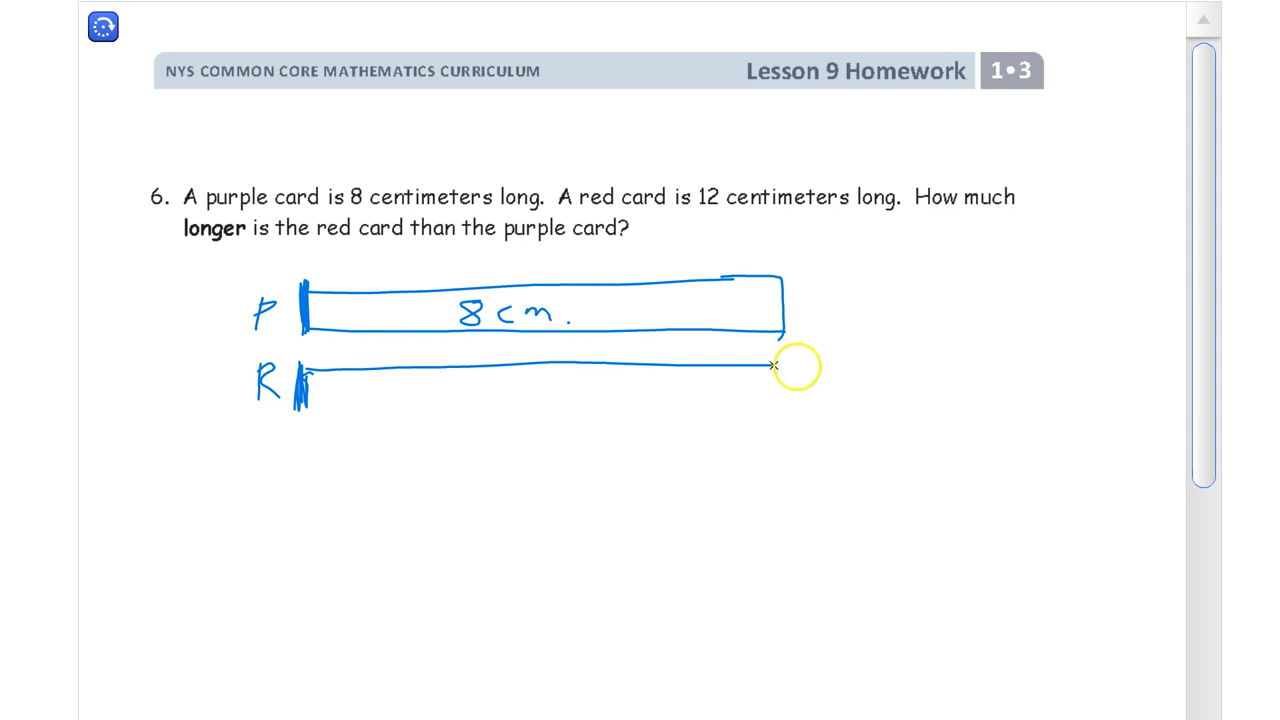 NYS COMMON CORE MATHEMATICS CURRICULUM Lesson 9 Homework 1•3
6. A purple card is 8 centimeters long. A red card is 12 centimeters long. How much
longer is the red card than the purple card?
P 8 cm.
R